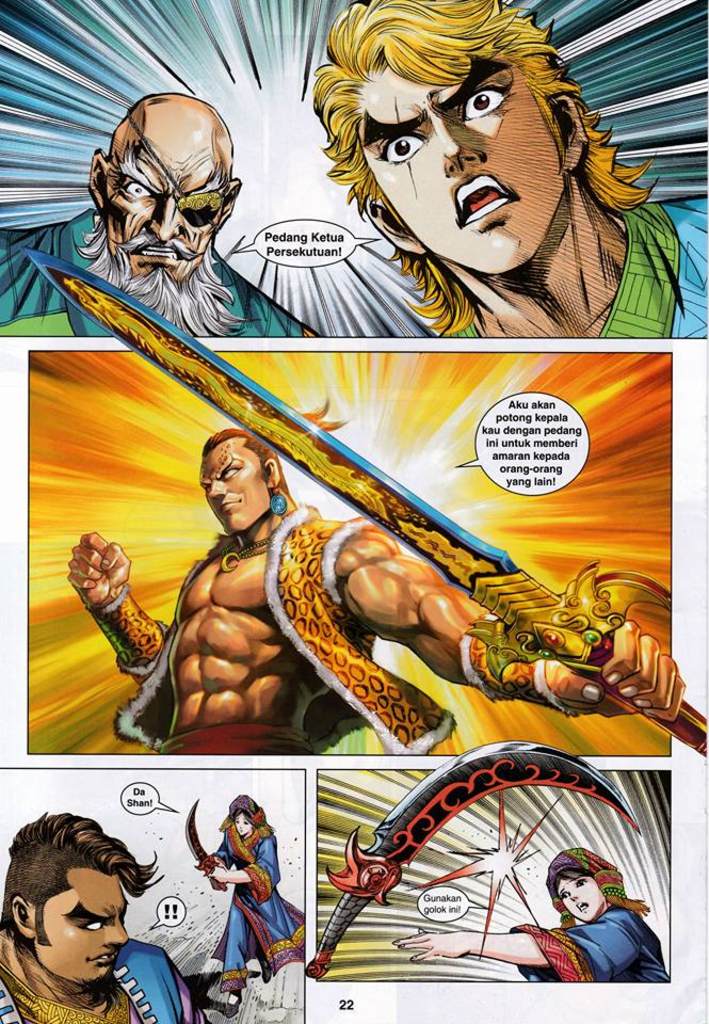 Pedang Ketua
Persekutuan!
Aku akan
potong kepala
kau dengan pedang
ini untuk memberi
amaran kepada
orang-orang
yang lain!
Da
Shan!
!!
Gunakan
golok ini!
22